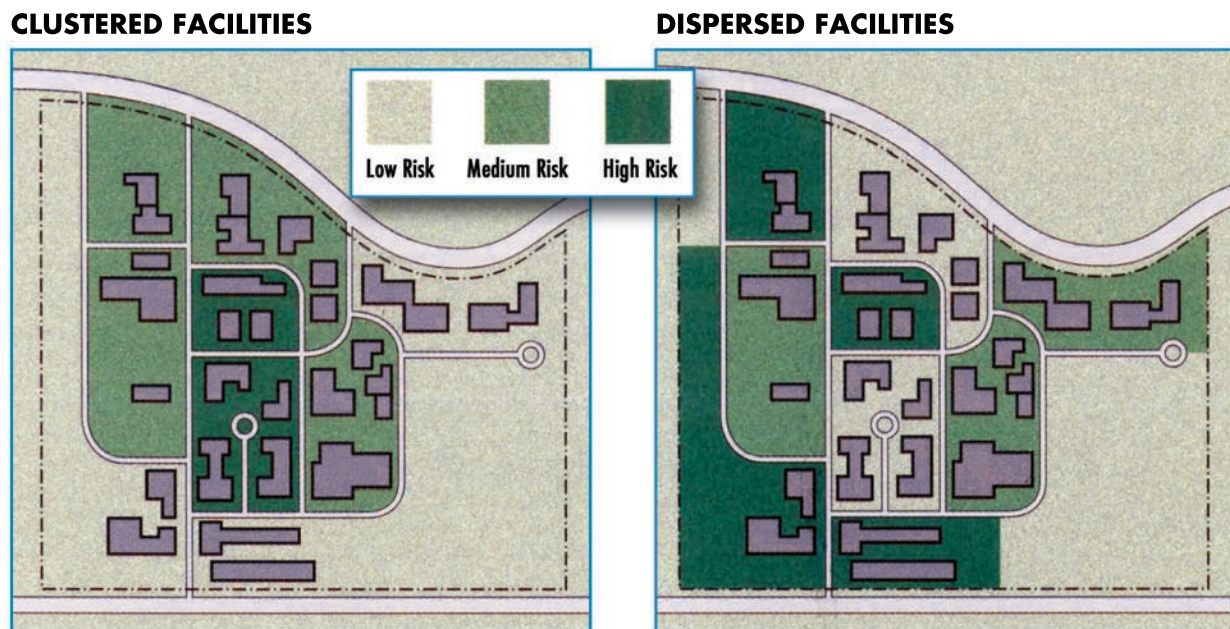 CLUSTERED FACILITIES
DISPERSED FACILITIES
Low Risk
Medium Risk
High Risk